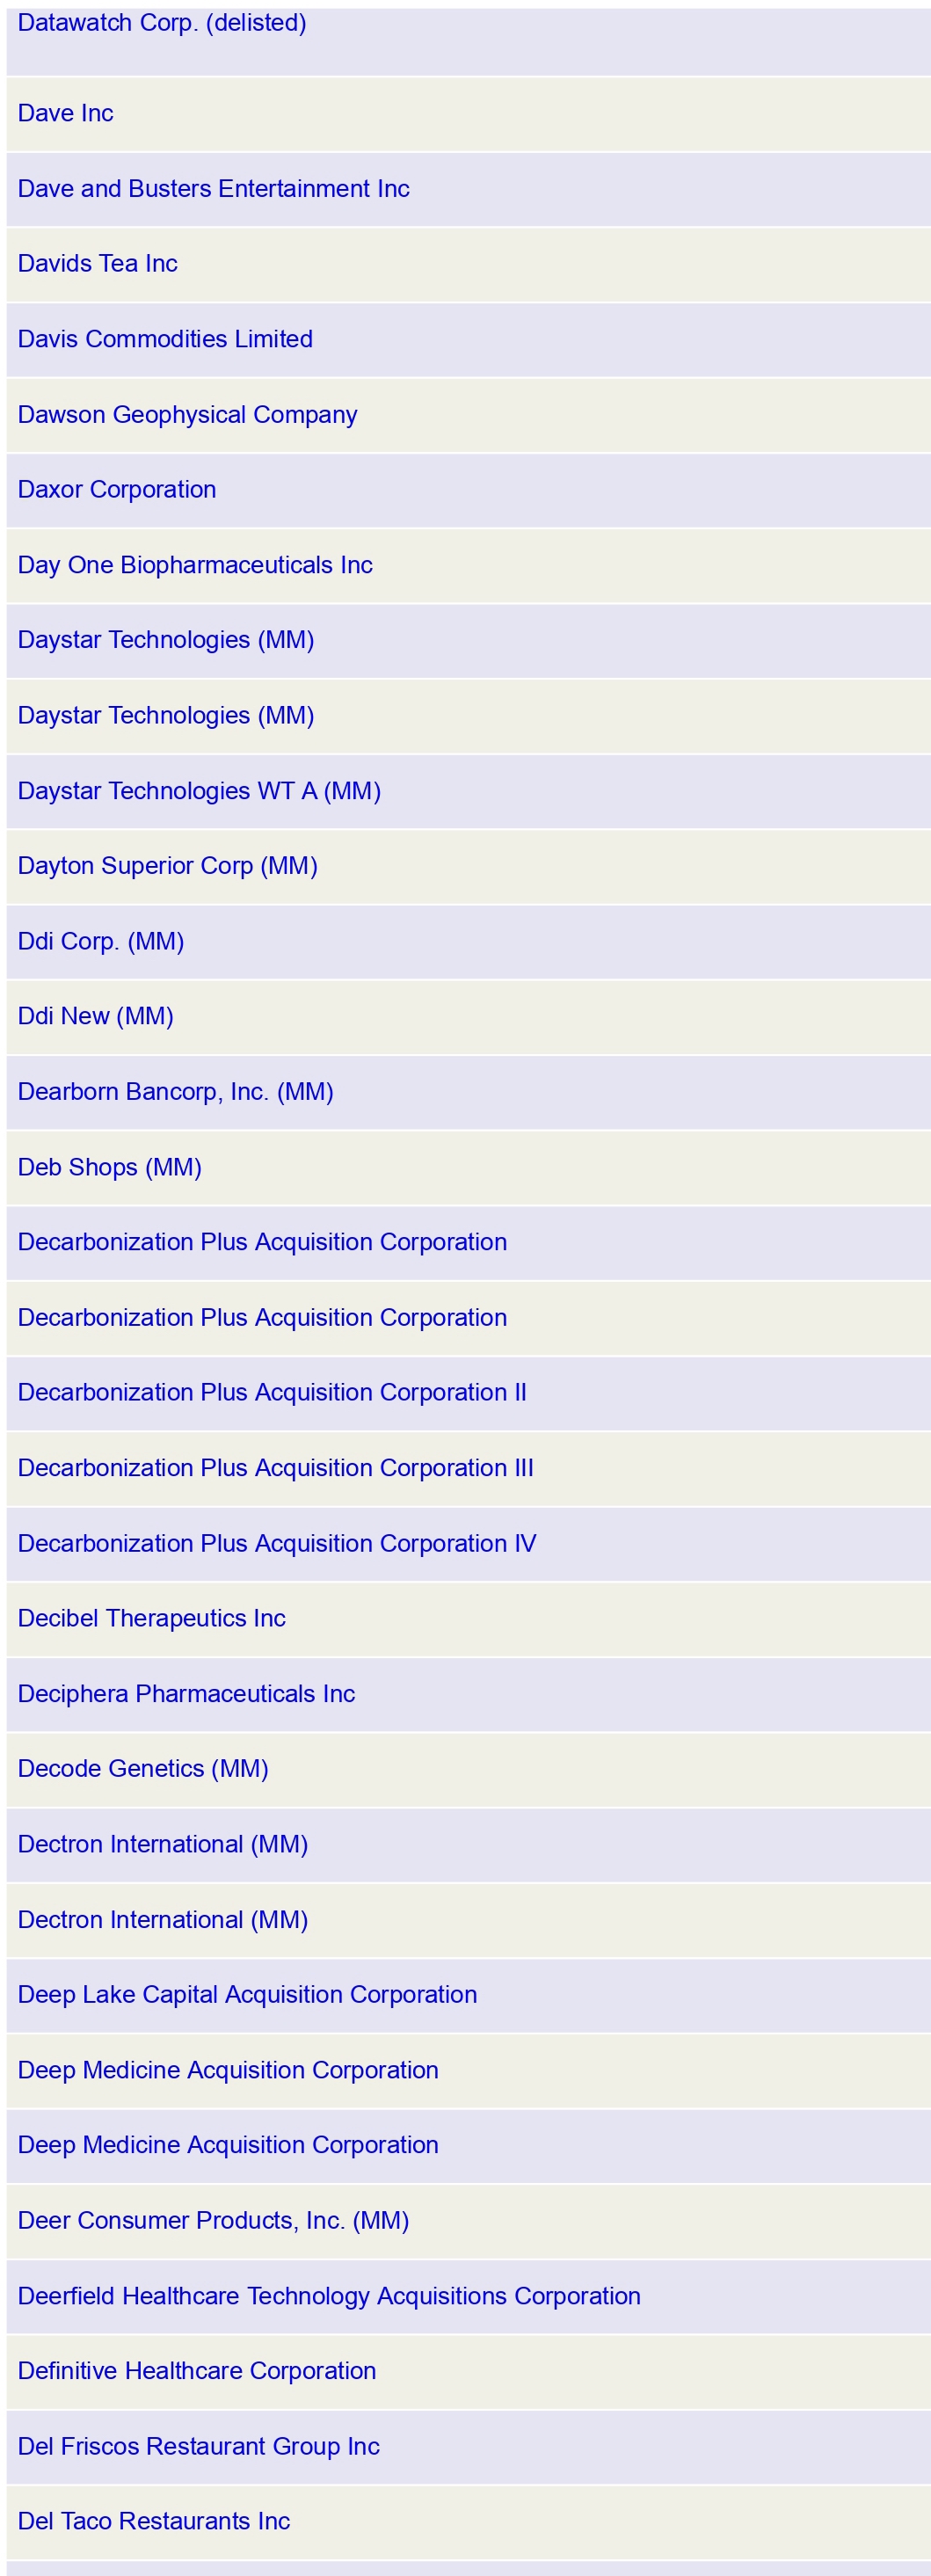 Datawatch Corp. (delisted)
Dave Inc
Dave and Busters Entertainment Inc
Davids Tea Inc
Davis Commodities Limited
Dawson Geophysical Company
Daxor Corporation
Day One Biopharmaceuticals Inc
Daystar Technologies (MM)
Daystar Technologies (MM)
Daystar Technologies WT A (MM)
Dayton Superior Corp (MM)
Ddi Corp. (MM)
Ddi New (MM)
Dearborn Bancorp, Inc. (MM)
Deb Shops (MM)
Decarbonization Plus Acquisition Corporation
Decarbonization Plus Acquisition Corporation
Decarbonization Plus Acquisition Corporation II
Decarbonization Plus Acquisition Corporation III
Decarbonization Plus Acquisition Corporation IV
Decibel Therapeutics Inc
Deciphera Pharmaceuticals Inc
Decode Genetics (MM)
Dectron International (MM)
Dectron International (MM)
Deep Lake Capital Acquisition Corporation
Deep Medicine Acquisition Corporation
Deep Medicine Acquisition Corporation
Deer Consumer Products, Inc. (MM)
Deerfield Healthcare Technology Acquisitions Corporation
Definitive Healthcare Corporation
Del Friscos Restaurant Group Inc
Del Taco Restaurants Inc